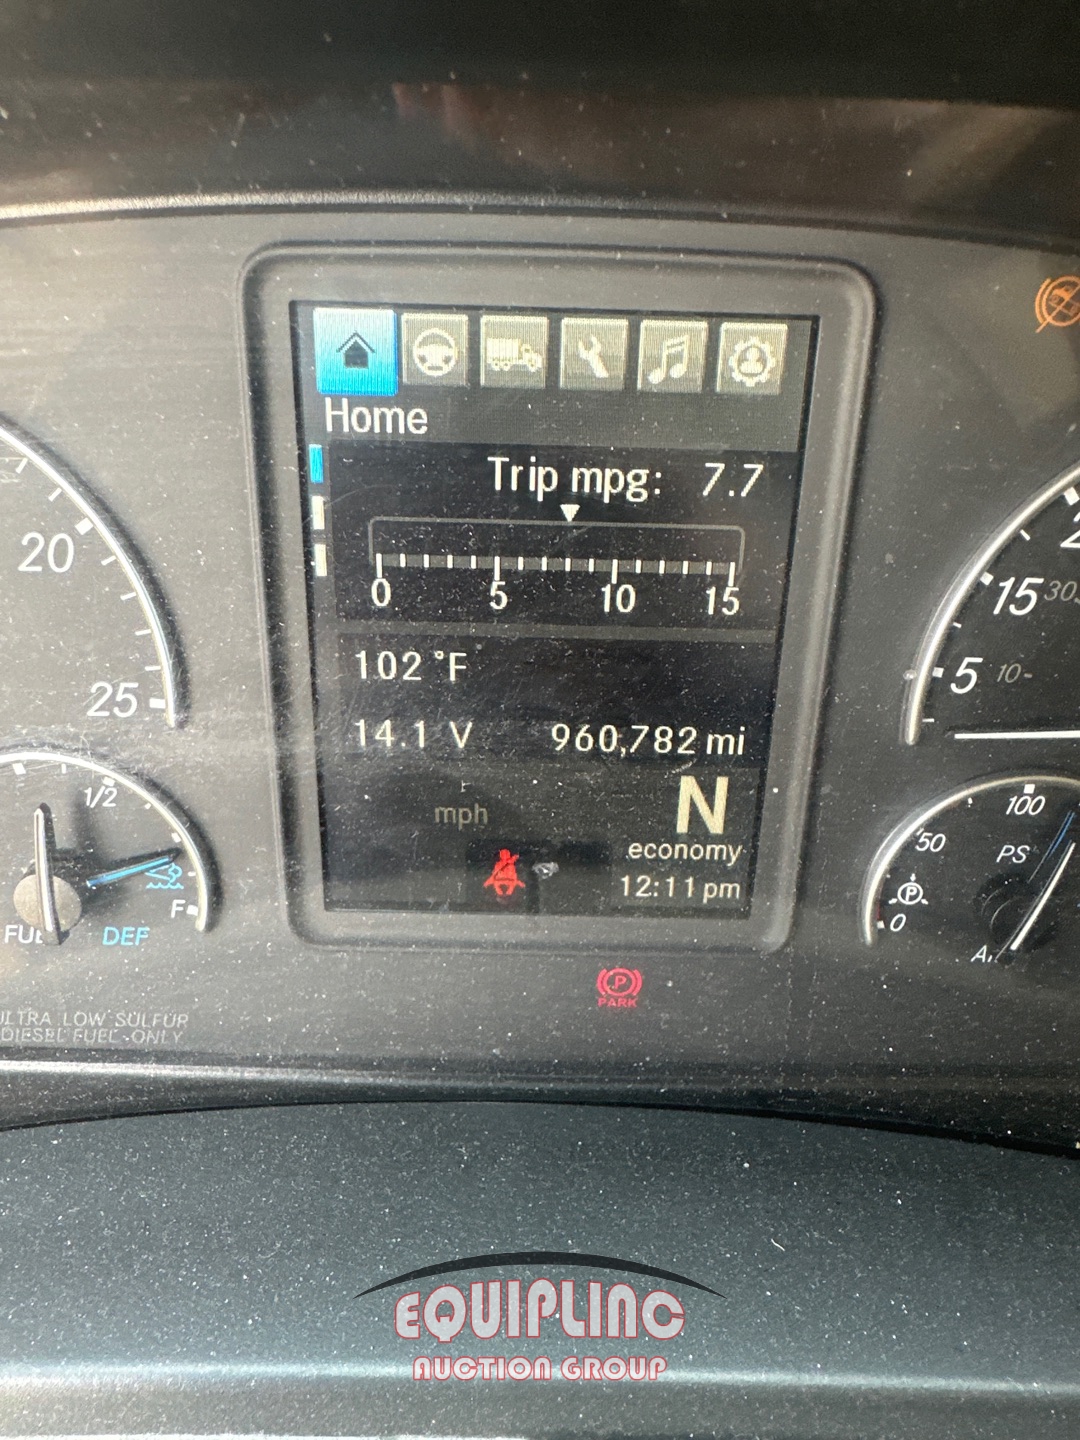 Home
Trip mpg: 7.7
0 5 10 15
102 °F
14.1 V 960,782 mi
mph N
economy
12:11 pm
20
25
1/2
F
DEF
ULTRA LOW SULFUR
DIESEL FUEL ONLY
P
PARK
15
5 10
100
50
PS
P
0
EQUIPLINC
AUCTION GROUP